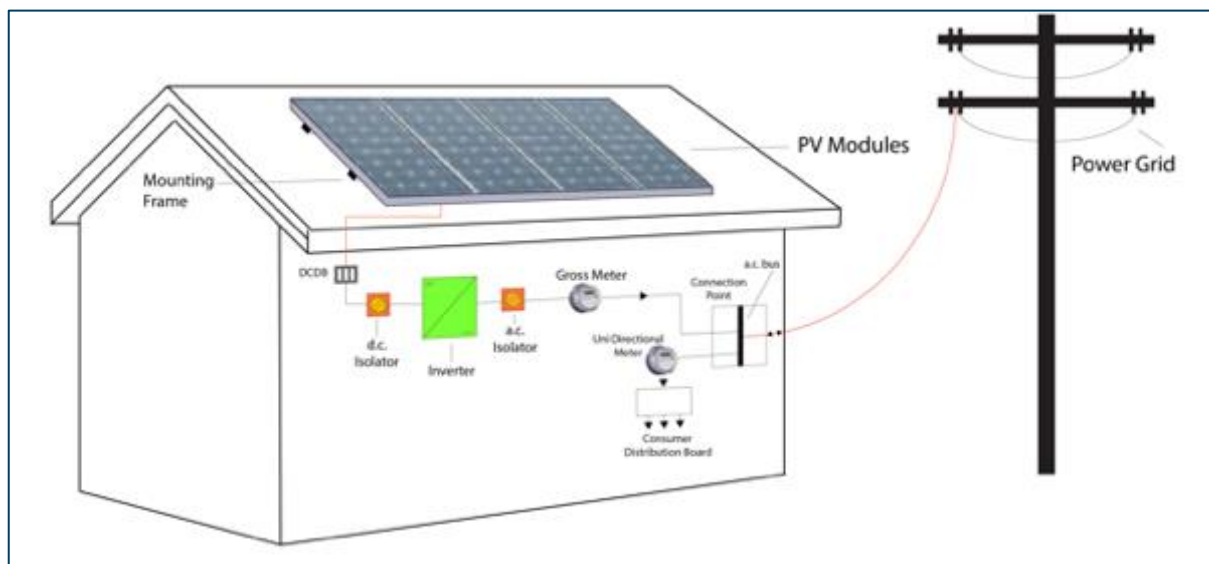 PV Modules
Power Grid
Mounting
Frame
DCDB
d.c.
Isolator
Inverter
a.c.
Isolator
Gross Meter
a.c. bus
Connection
Point
Uni Directional
Meter
Consumer
Distribution Board